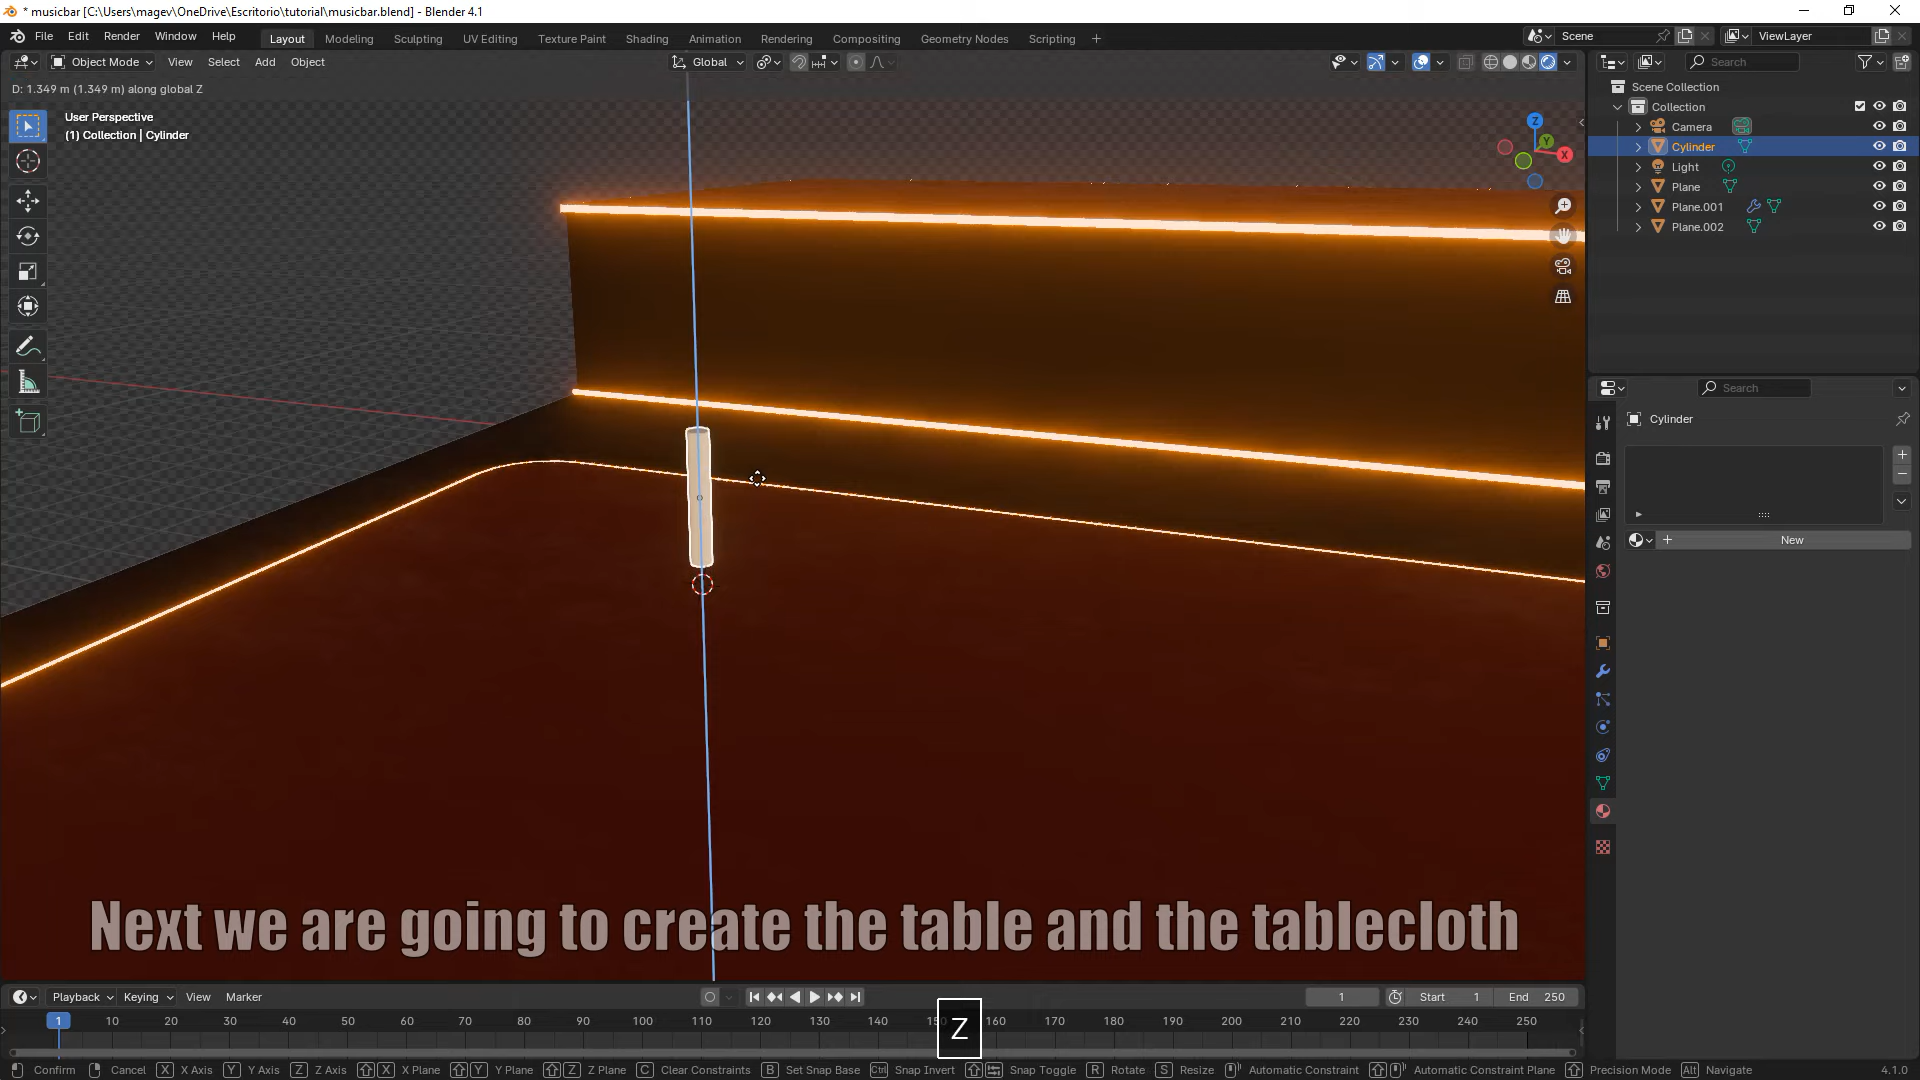 * musicbar [C:\Users\magev\OneDrive\Escritorio\tutorial\musicbar.blend] - Blender 4.1
File Edit Render Window Help
Layout Modeling Sculpting UV Editing Texture Paint Shading Animation Rendering Compositing Geometry Nodes Scripting +
Scene
ViewLayer
Object Mode View Select Add Object
Global
Search
D: 1.349 m (1.349 m) along global Z
User Perspective
(1) Collection | Cylinder
Z
Y
X
Scene Collection
Collection
Camera
Cylinder
Light
Plane
Plane.001
Plane.002
Search
Cylinder
New
Next we are going to create the table and the tablecloth
Playback Keying View Marker
1
Start 1
End 250
1 10 20 30 40 50 60 70 80 90 100 110 120 130 140 160 170 180 190 200 210 220 230 240 250
Z
Confirm Cancel X X Axis Y Y Axis Z Z Axis X X Plane Y Y Plane Z Z Plane C Clear Constraints B Set Snap Base Ctrl Snap Invert Snap Toggle R Rotate S Resize Automatic Constraint Automatic Constraint Plane Precision Mode Alt Navigate
4.1.0